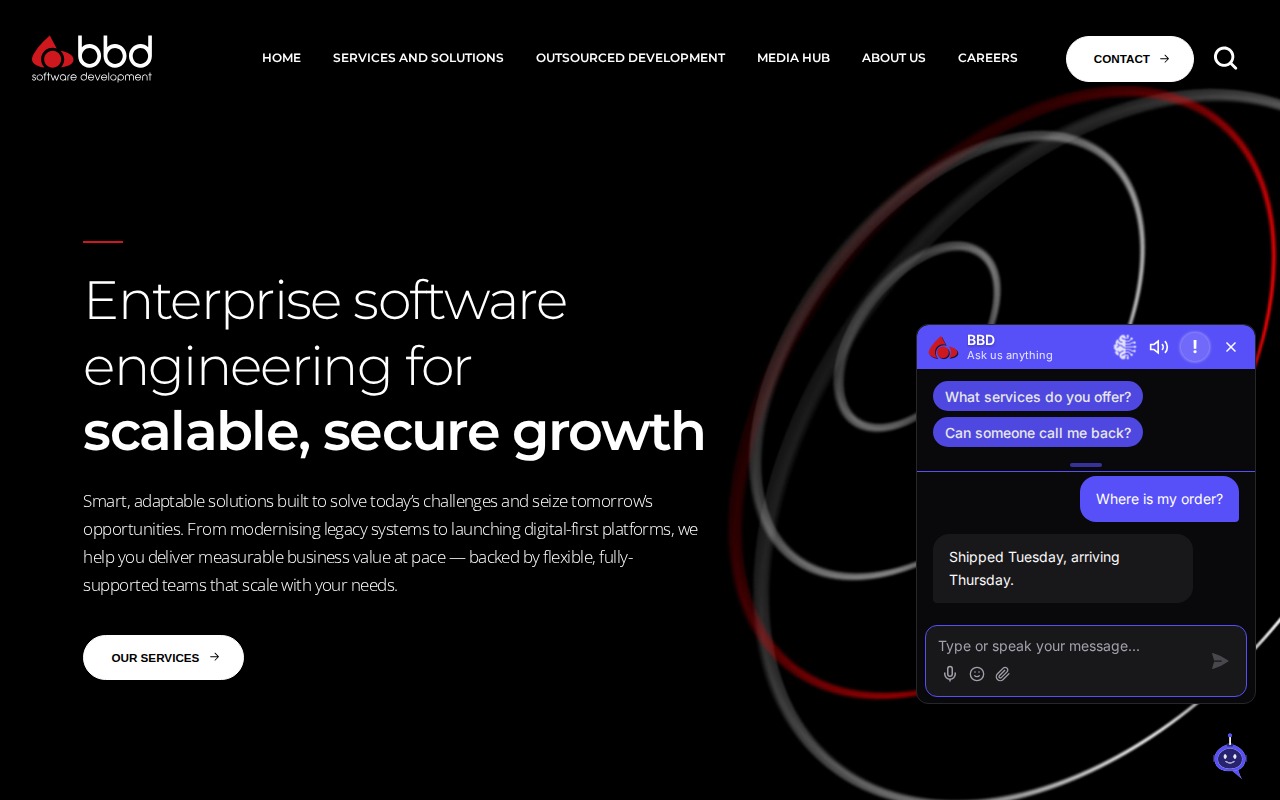 bbd
software development
HOME
SERVICES AND SOLUTIONS
OUTSOURCED DEVELOPMENT
MEDIA HUB
ABOUT US
CAREERS
CONTACT
Enterprise software
engineering for
scalable, secure growth
Smart, adaptable solutions built to solve today's challenges and seize tomorrow's
opportunities. From modernising legacy systems to launching digital-first platforms, we
help you deliver measurable business value at pace — backed by flexible, fully-
supported teams that scale with your needs.
OUR SERVICES
BBD
Ask us anything
!
What services do you offer?
Can someone call me back?
Where is my order?
Shipped Tuesday, arriving
Thursday.
Type or speak your message...